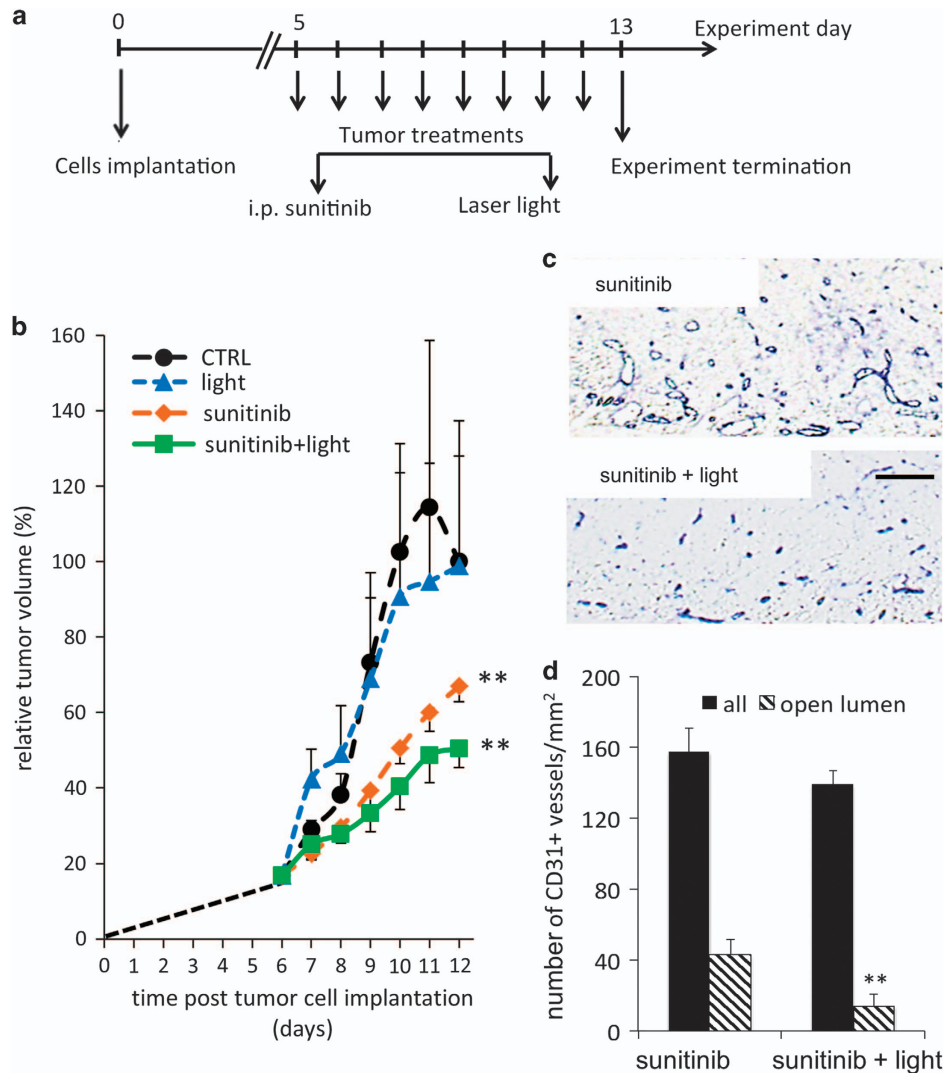 a
0 5 13 Experiment day
Tumor treatments
Cells implantation
Experiment termination
i.p. sunitinib
Laser light
b
160
140
120
100
80
60
40
20
0
relative tumor volume (%)
CTRL
light
sunitinib
sunitinib+light
**
**
0 1 2 3 4 5 6 7 8 9 10 11 12
time post tumor cell implantation
(days)
c
sunitinib
sunitinib + light
d
200
160
120
80
40
0
number of CD31+ vessels/mm²
all open lumen
**
sunitinib sunitinib + light